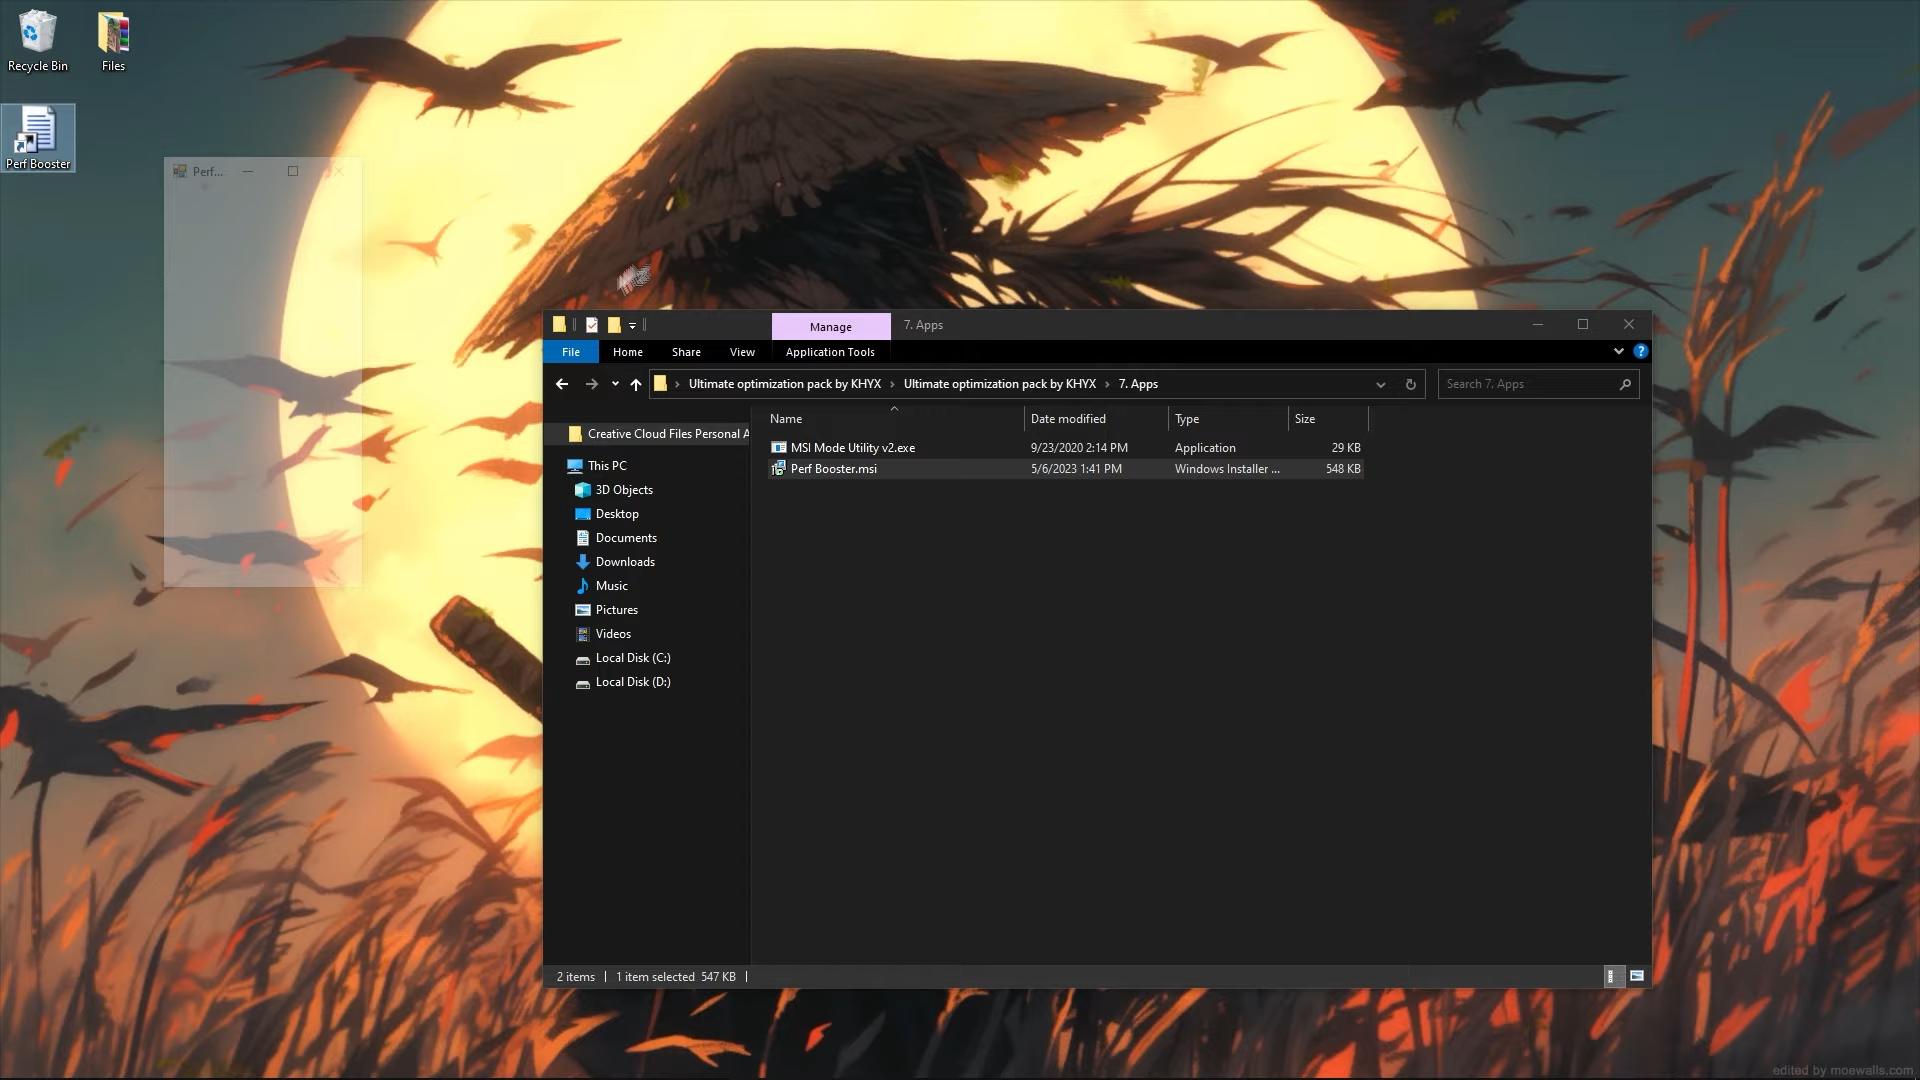 Recycle Bin
Files
Perf Booster
Perf...
Manage
7. Apps
File
Home
Share
View
Application Tools
Ultimate optimization pack by KHYX
Ultimate optimization pack by KHYX
7. Apps
Search 7. Apps
Name
Date modified
Type
Size
Creative Cloud Files Personal A
MSI Mode Utility v2.exe
9/23/2020 2:14 PM
Application
29 KB
Perf Booster.msi
5/6/2023 1:41 PM
Windows Installer ...
548 KB
This PC
3D Objects
Desktop
Documents
Downloads
Music
Pictures
Videos
Local Disk (C:)
Local Disk (D:)
2 items
1 item selected 547 KB
edited by moewalls.com